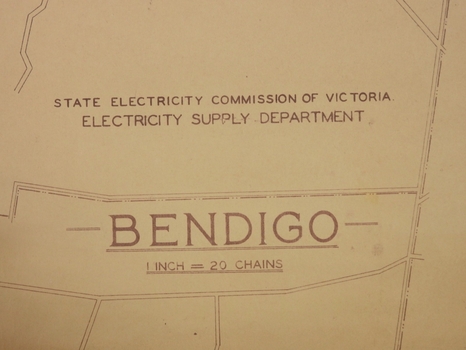 STATE ELECTRICITY COMMISSION OF VICTORIA.
ELECTRICITY SUPPLY DEPARTMENT
BENDIGO
1 INCH = 20 CHAINS